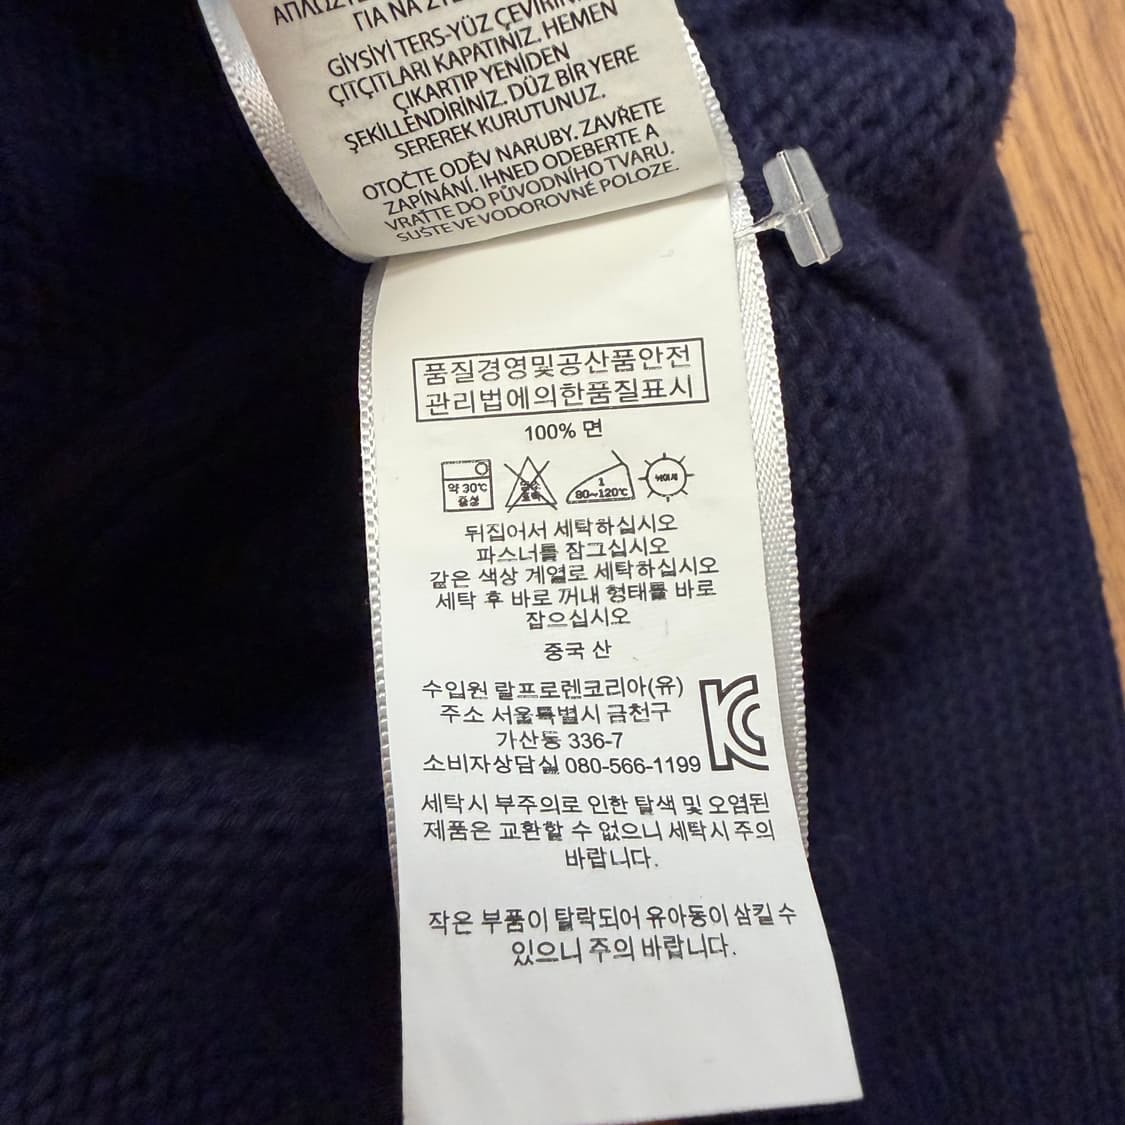 ΓΙΑ ΝΑ
GİYSİYİ TERS-YÜZ ÇEVİRİN
ÇITÇITLARI KAPATINIZ. HEMEN
ÇIKARTIP YENİDEN
ŞEKİLLENDİRİNİZ. DÜZ BİR YERE
SEREREK KURUTUNUZ.
OTOČTE ODĚV NARUBY. ZAVŘETE
ZAPÍNÁNÍ. IHNED ODEBERTE A
VRAŤTE DO PŮVODNÍHO TVARU.
SUŠTE VE VODOROVNÉ POLOZE.
품질경영및공산품안전
관리법에의한품질표시
100% 면
약 30℃
중성
1
80~120℃
뉘어서
뒤집어서 세탁하십시오
파스너를 잠그십시오
같은 색상 계열로 세탁하십시오
세탁 후 바로 꺼내 형태를 바로
잡으십시오
중국 산
수입원 랄프로렌코리아(유)
주소 서울특별시 금천구
가산동 336-7
소비자상담실 080-566-1199
KC
세탁시 부주의로 인한 탈색 및 오염된
제품은 교환할 수 없으니 세탁시 주의
바랍니다.
작은 부품이 탈락되어 유아동이 삼킬 수
있으니 주의 바랍니다.